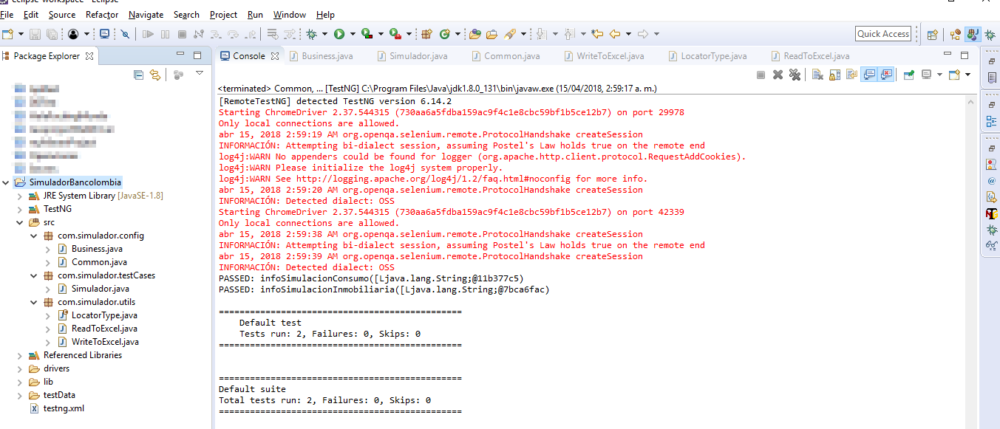 eclipse-workspace - Eclipse
File Edit Source Refactor Navigate Search Project Run Window Help
Quick Access
Package Explorer
Console Business.java Simulador.java Common.java WriteToExcel.java LocatorType.java ReadToExcel.java
SimuladorBancolombia
JRE System Library [JavaSE-1.8]
TestNG
src
com.simulador.config
Business.java
Common.java
com.simulador.testCases
Simulador.java
com.simulador.utils
LocatorType.java
ReadToExcel.java
WriteToExcel.java
Referenced Libraries
drivers
lib
testData
testng.xml
<terminated> Common, ... [TestNG] C:\Program Files\Java\jdk1.8.0_131\bin\javaw.exe (15/04/2018, 2:59:17 a. m.)
[RemoteTestNG] detected TestNG version 6.14.2
Starting ChromeDriver 2.37.544315 (730aa6a5fdba159ac9f4c1e8cbc59bf1b5ce12b7) on port 29978
Only local connections are allowed.
abr 15, 2018 2:59:19 AM org.openqa.selenium.remote.ProtocolHandshake createSession
INFORMACIÓN: Attempting bi-dialect session, assuming Postel's Law holds true on the remote end
log4j:WARN No appenders could be found for logger (org.apache.http.client.protocol.RequestAddCookies).
log4j:WARN Please initialize the log4j system properly.
log4j:WARN See http://logging.apache.org/log4j/1.2/faq.html#noconfig for more info.
abr 15, 2018 2:59:20 AM org.openqa.selenium.remote.ProtocolHandshake createSession
INFORMACIÓN: Detected dialect: OSS
Starting ChromeDriver 2.37.544315 (730aa6a5fdba159ac9f4c1e8cbc59bf1b5ce12b7) on port 42339
Only local connections are allowed.
abr 15, 2018 2:59:38 AM org.openqa.selenium.remote.ProtocolHandshake createSession
INFORMACIÓN: Attempting bi-dialect session, assuming Postel's Law holds true on the remote end
abr 15, 2018 2:59:39 AM org.openqa.selenium.remote.ProtocolHandshake createSession
INFORMACIÓN: Detected dialect: OSS
PASSED: infoSimulacionConsumo([Ljava.lang.String;@11b377c5)
PASSED: infoSimulacionInmobiliaria([Ljava.lang.String;@7bca6fac)
===============================================
Default test
Tests run: 2, Failures: 0, Skips: 0
===============================================
===============================================
Default suite
Total tests run: 2, Failures: 0, Skips: 0
===============================================